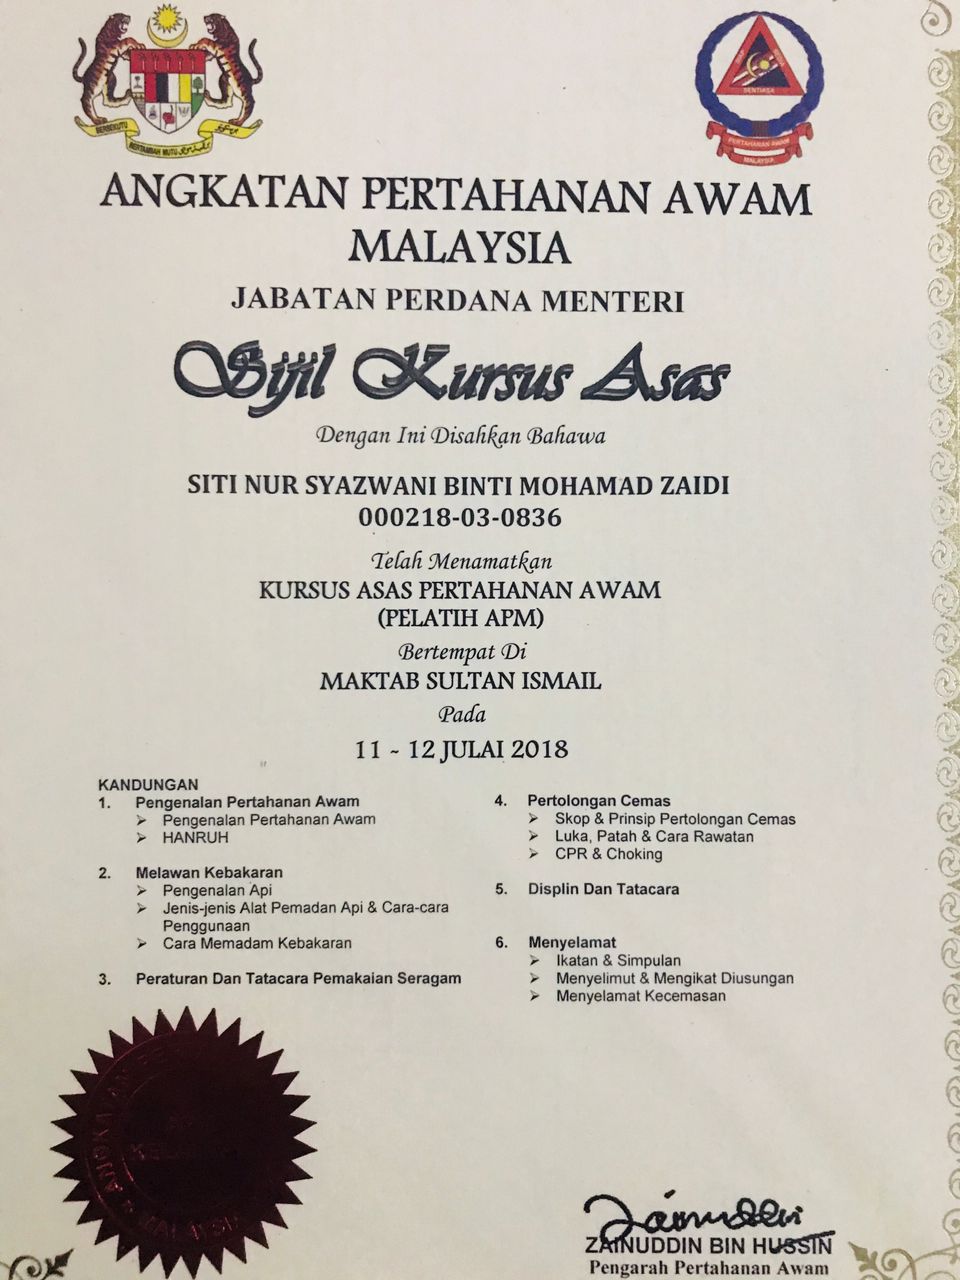 BERSEKUTU
BERTAMBAH MUTU
SENTIASA
PERTAHANAN AWAM
MALAYSIA
ANGKATAN PERTAHANAN AWAM
MALAYSIA
JABATAN PERDANA MENTERI
Sijil Kursus Asas
Dengan Ini Disahkan Bahawa
SITI NUR SYAZWANI BINTI MOHAMAD ZAIDI
000218-03-0836
Telah Menamatkan
KURSUS ASAS PERTAHANAN AWAM
(PELATIH APM)
Bertempat Di
MAKTAB SULTAN ISMAIL
Pada
11 - 12 JULAI 2018
KANDUNGAN
1. Pengenalan Pertahanan Awam
➢ Pengenalan Pertahanan Awam
➢ HANRUH
2. Melawan Kebakaran
➢ Pengenalan Api
➢ Jenis-jenis Alat Pemadan Api & Cara-cara
Penggunaan
➢ Cara Memadam Kebakaran
3. Peraturan Dan Tatacara Pemakaian Seragam
4. Pertolongan Cemas
➢ Skop & Prinsip Pertolongan Cemas
➢ Luka, Patah & Cara Rawatan
➢ CPR & Choking
5. Displin Dan Tatacara
6. Menyelamat
➢ Ikatan & Simpulan
➢ Menyelimut & Mengikat Diusungan
➢ Menyelamat Kecemasan
MALAYSIA
Zainuddin
ZAINUDDIN BIN HUSSIN
Pengarah Pertahanan Awam